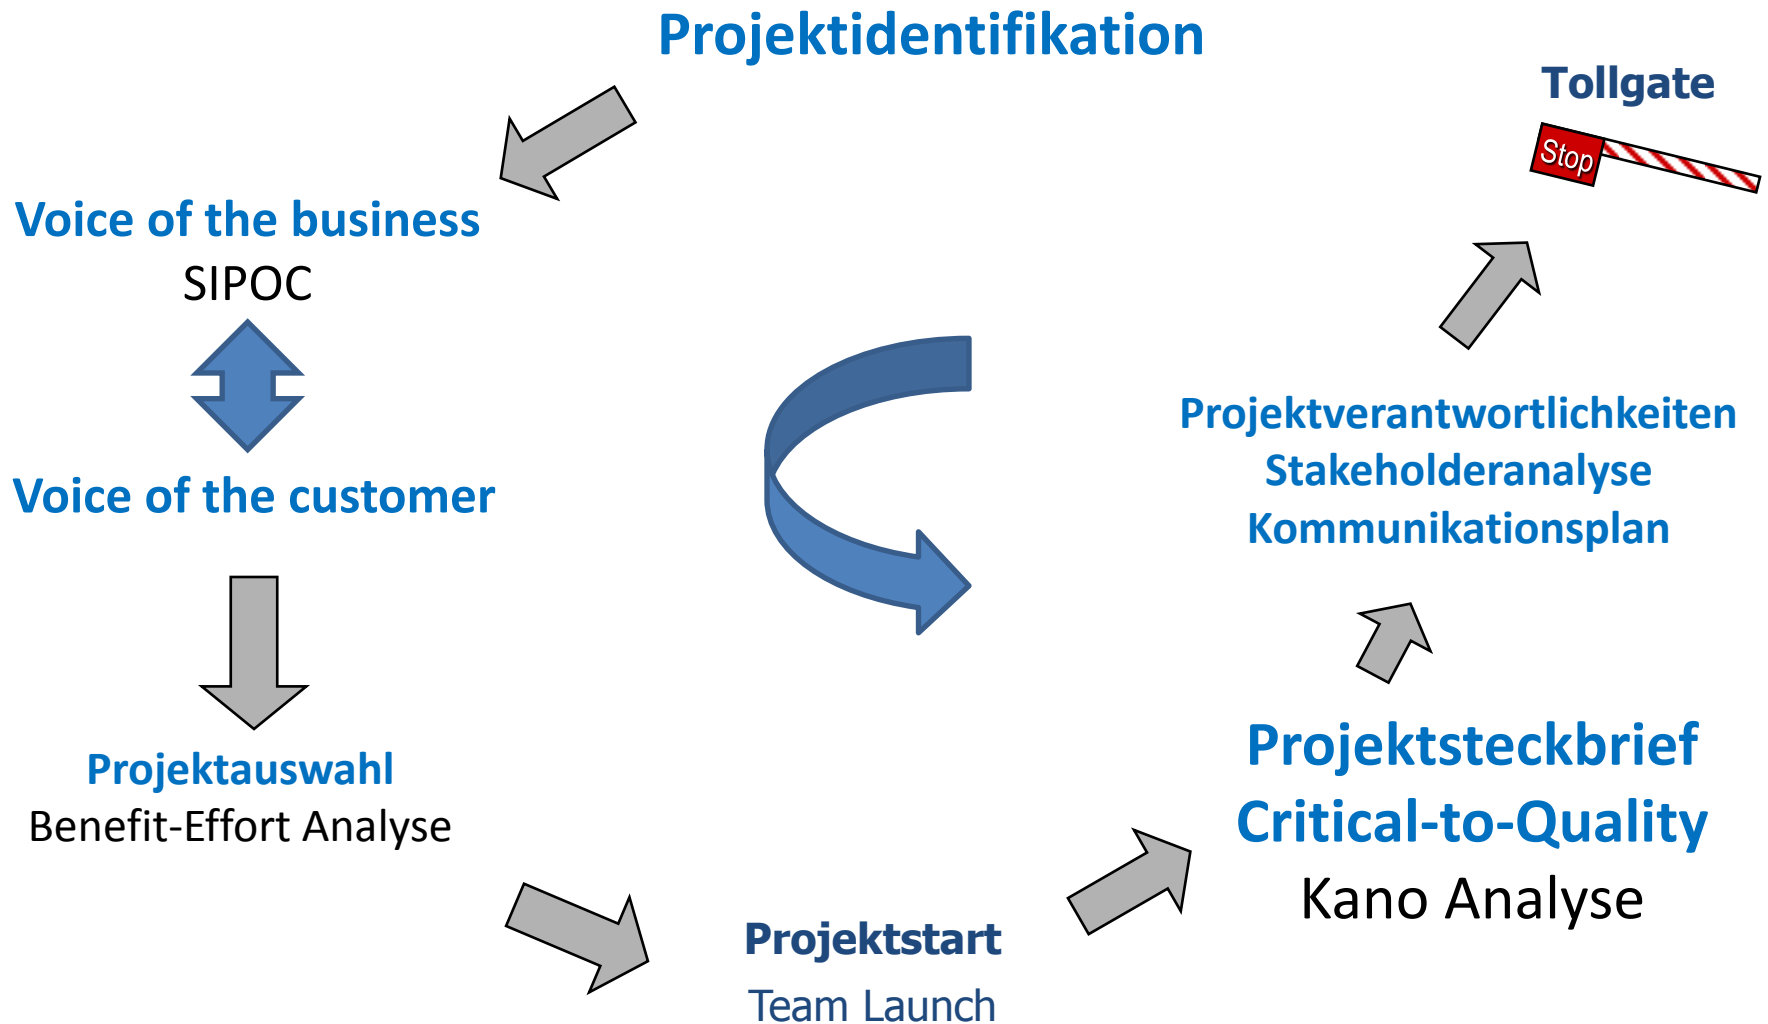 Projektidentifikation
Tollgate
Stop
Voice of the business
SIPOC
Voice of the customer
Projektauswahl
Benefit-Effort Analyse
Projektstart
Team Launch
Projektsteckbrief
Critical-to-Quality
Kano Analyse
Projektverantwortlichkeiten
Stakeholderanalyse
Kommunikationsplan